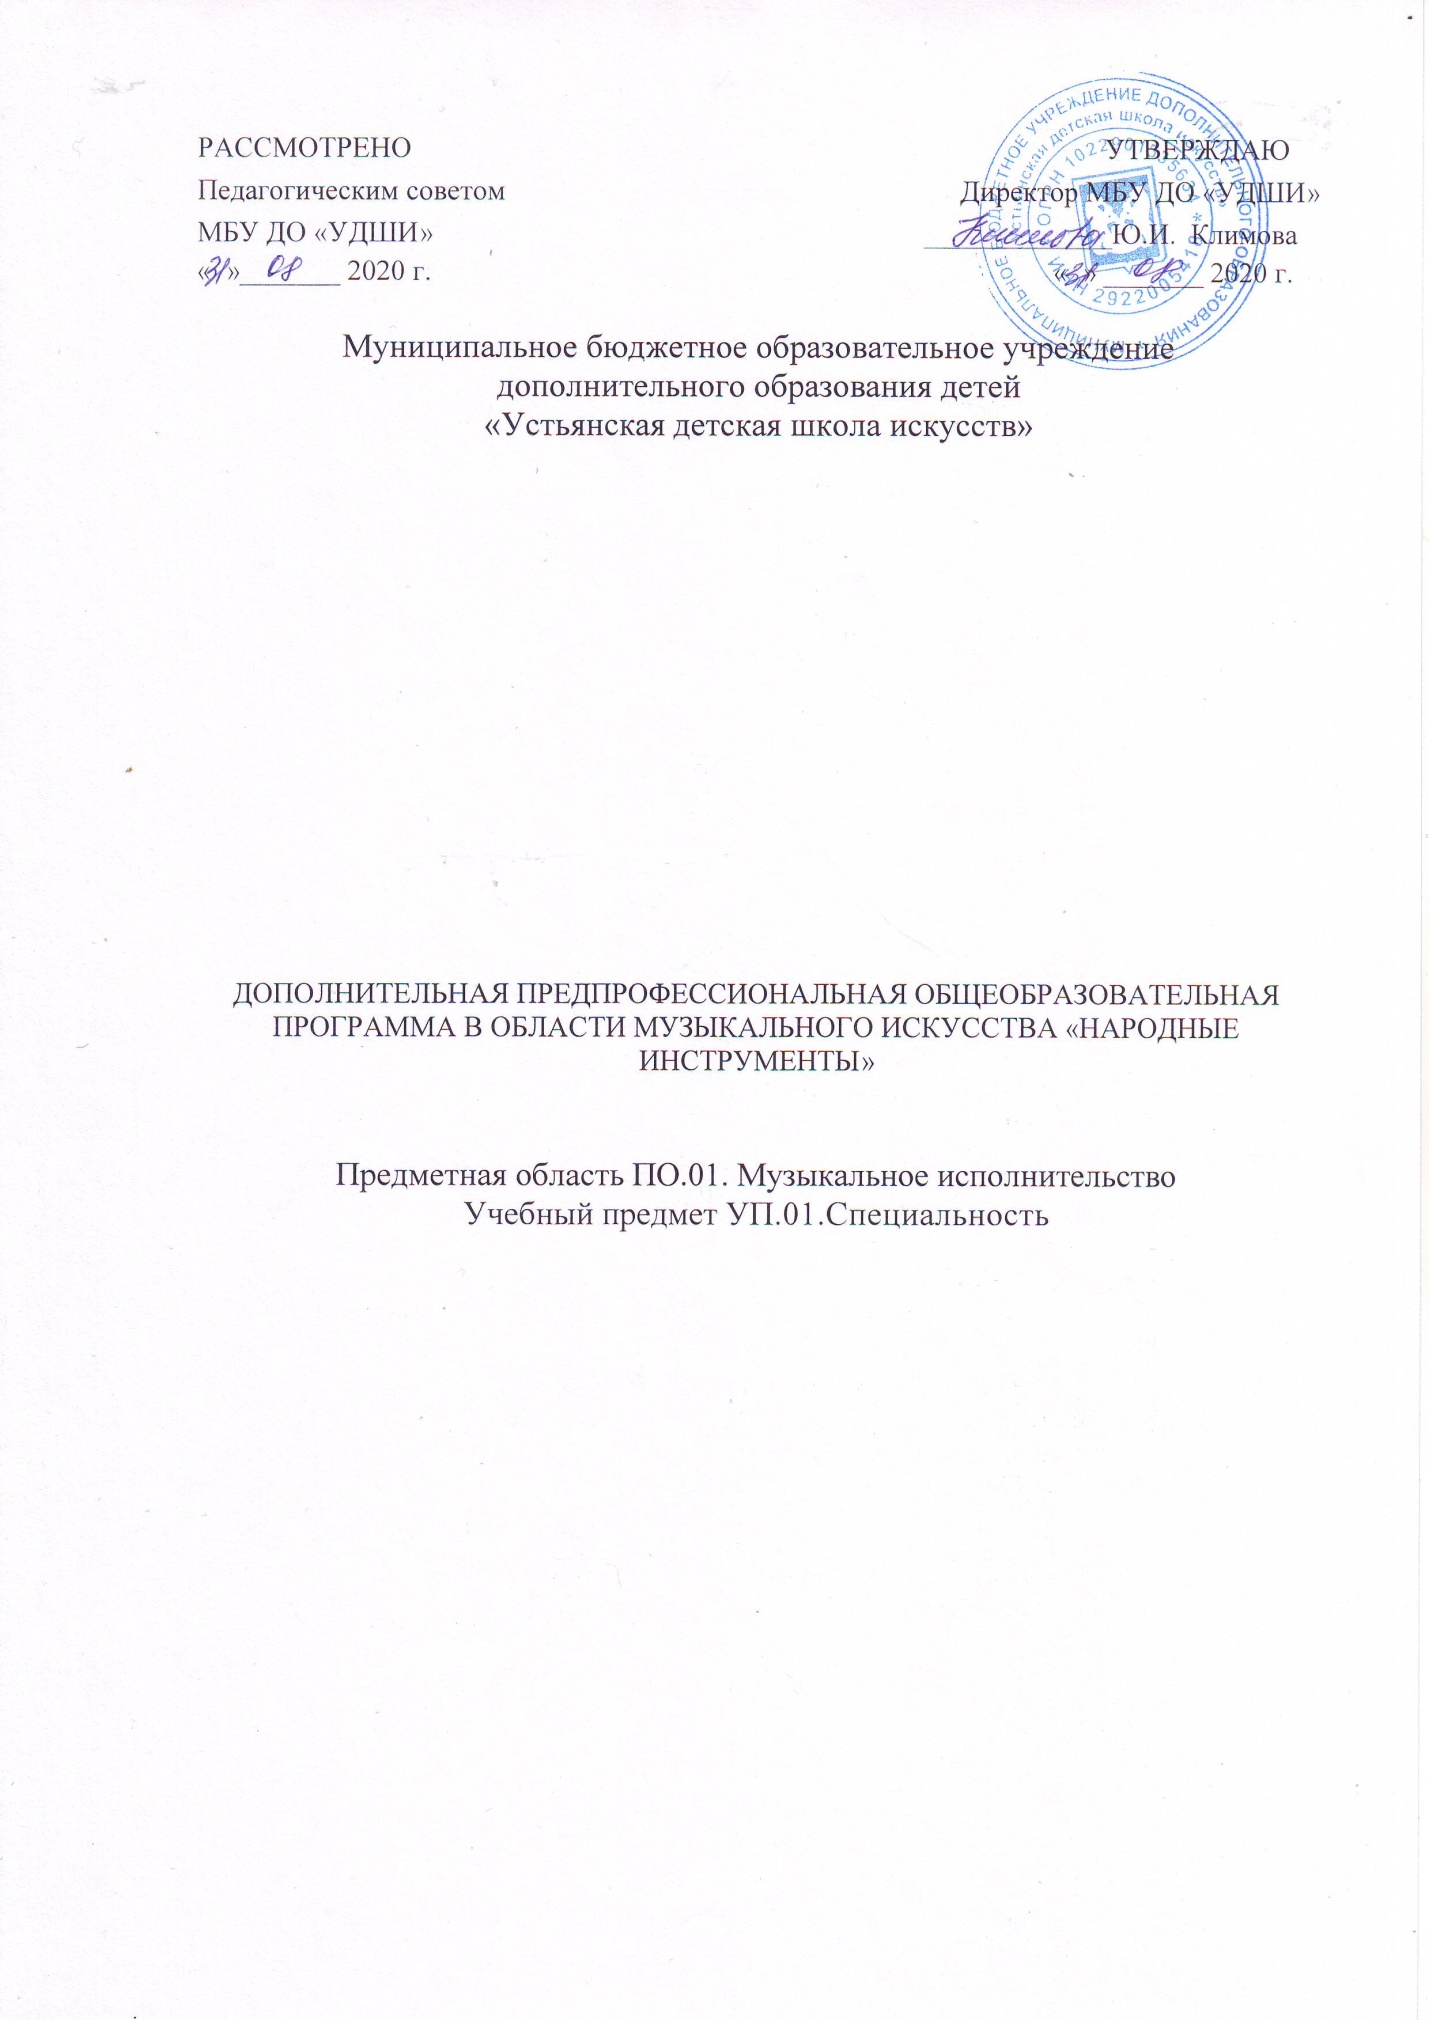 РАССМОТРЕНО
Педагогическим советом
МБУ ДО «УДШИ»
«31» 08 2020 г.
УТВЕРЖДАЮ
Директор МБУ ДО «УДШИ»
Ю.И. Климова
«31» 08 2020 г.
Муниципальное бюджетное образовательное учреждение
дополнительного образования детей
«Устьянская детская школа искусств»
ДОПОЛНИТЕЛЬНАЯ ПРЕДПРОФЕССИОНАЛЬНАЯ ОБЩЕОБРАЗОВАТЕЛЬНАЯ
ПРОГРАММА В ОБЛАСТИ МУЗЫКАЛЬНОГО ИСКУССТВА «НАРОДНЫЕ
ИНСТРУМЕНТЫ»
Предметная область ПО.01. Музыкальное исполнительство
Учебный предмет УП.01.Специальность